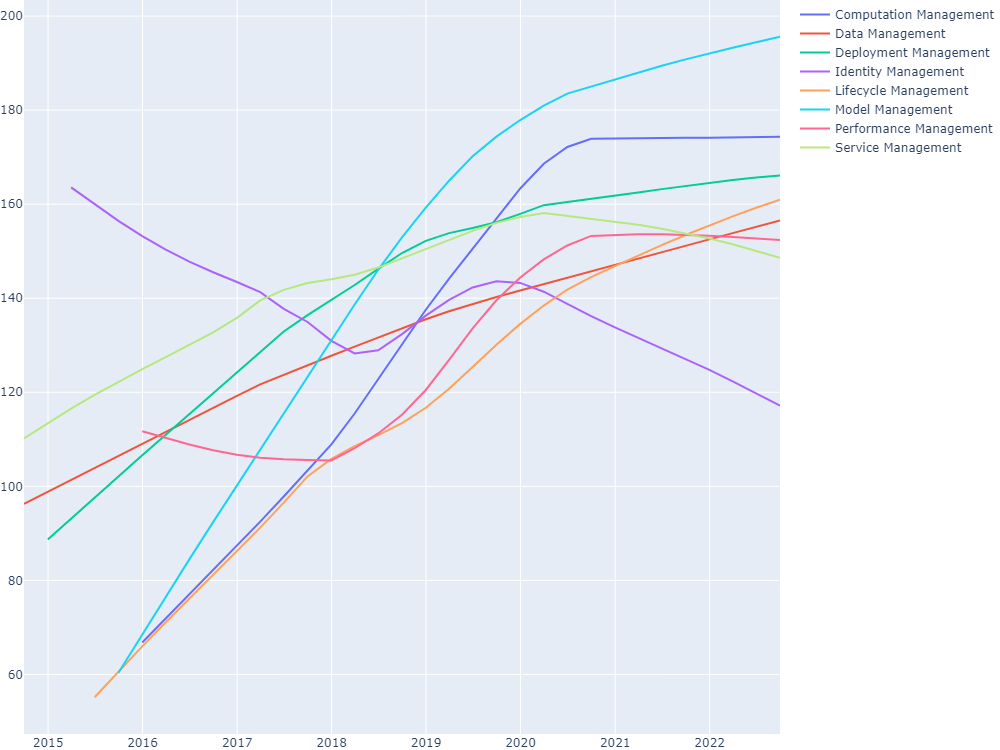 200
180
160
140
120
100
80
60
2015 2016 2017 2018 2019 2020 2021 2022
Computation Management
Data Management
Deployment Management
Identity Management
Lifecycle Management
Model Management
Performance Management
Service Management